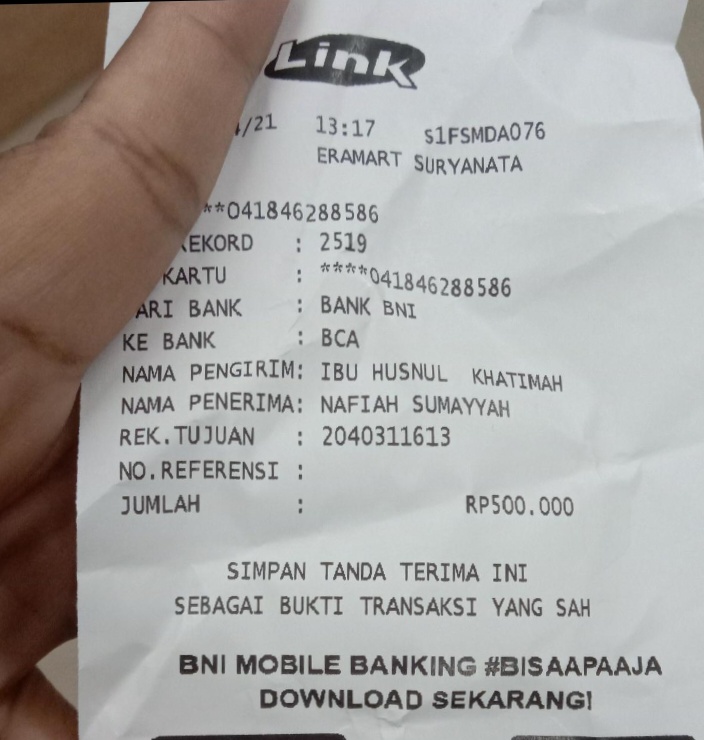 Link
/21 13:17 S1FSMDA076
ERAMART SURYANATA
**041846288586
EKORD : 2519
KARTU : ****041846288586
ARI BANK : BANK BNI
KE BANK : BCA
NAMA PENGIRIM: IBU HUSNUL KHATIMAH
NAMA PENERIMA: NAFIAH SUMAYYAH
REK.TUJUAN : 2040311613
NO.REFERENSI :
JUMLAH : RP500.000
SIMPAN TANDA TERIMA INI
SEBAGAI BUKTI TRANSAKSI YANG SAH
BNI MOBILE BANKING #BISAAPAAJA
DOWNLOAD SEKARANG!